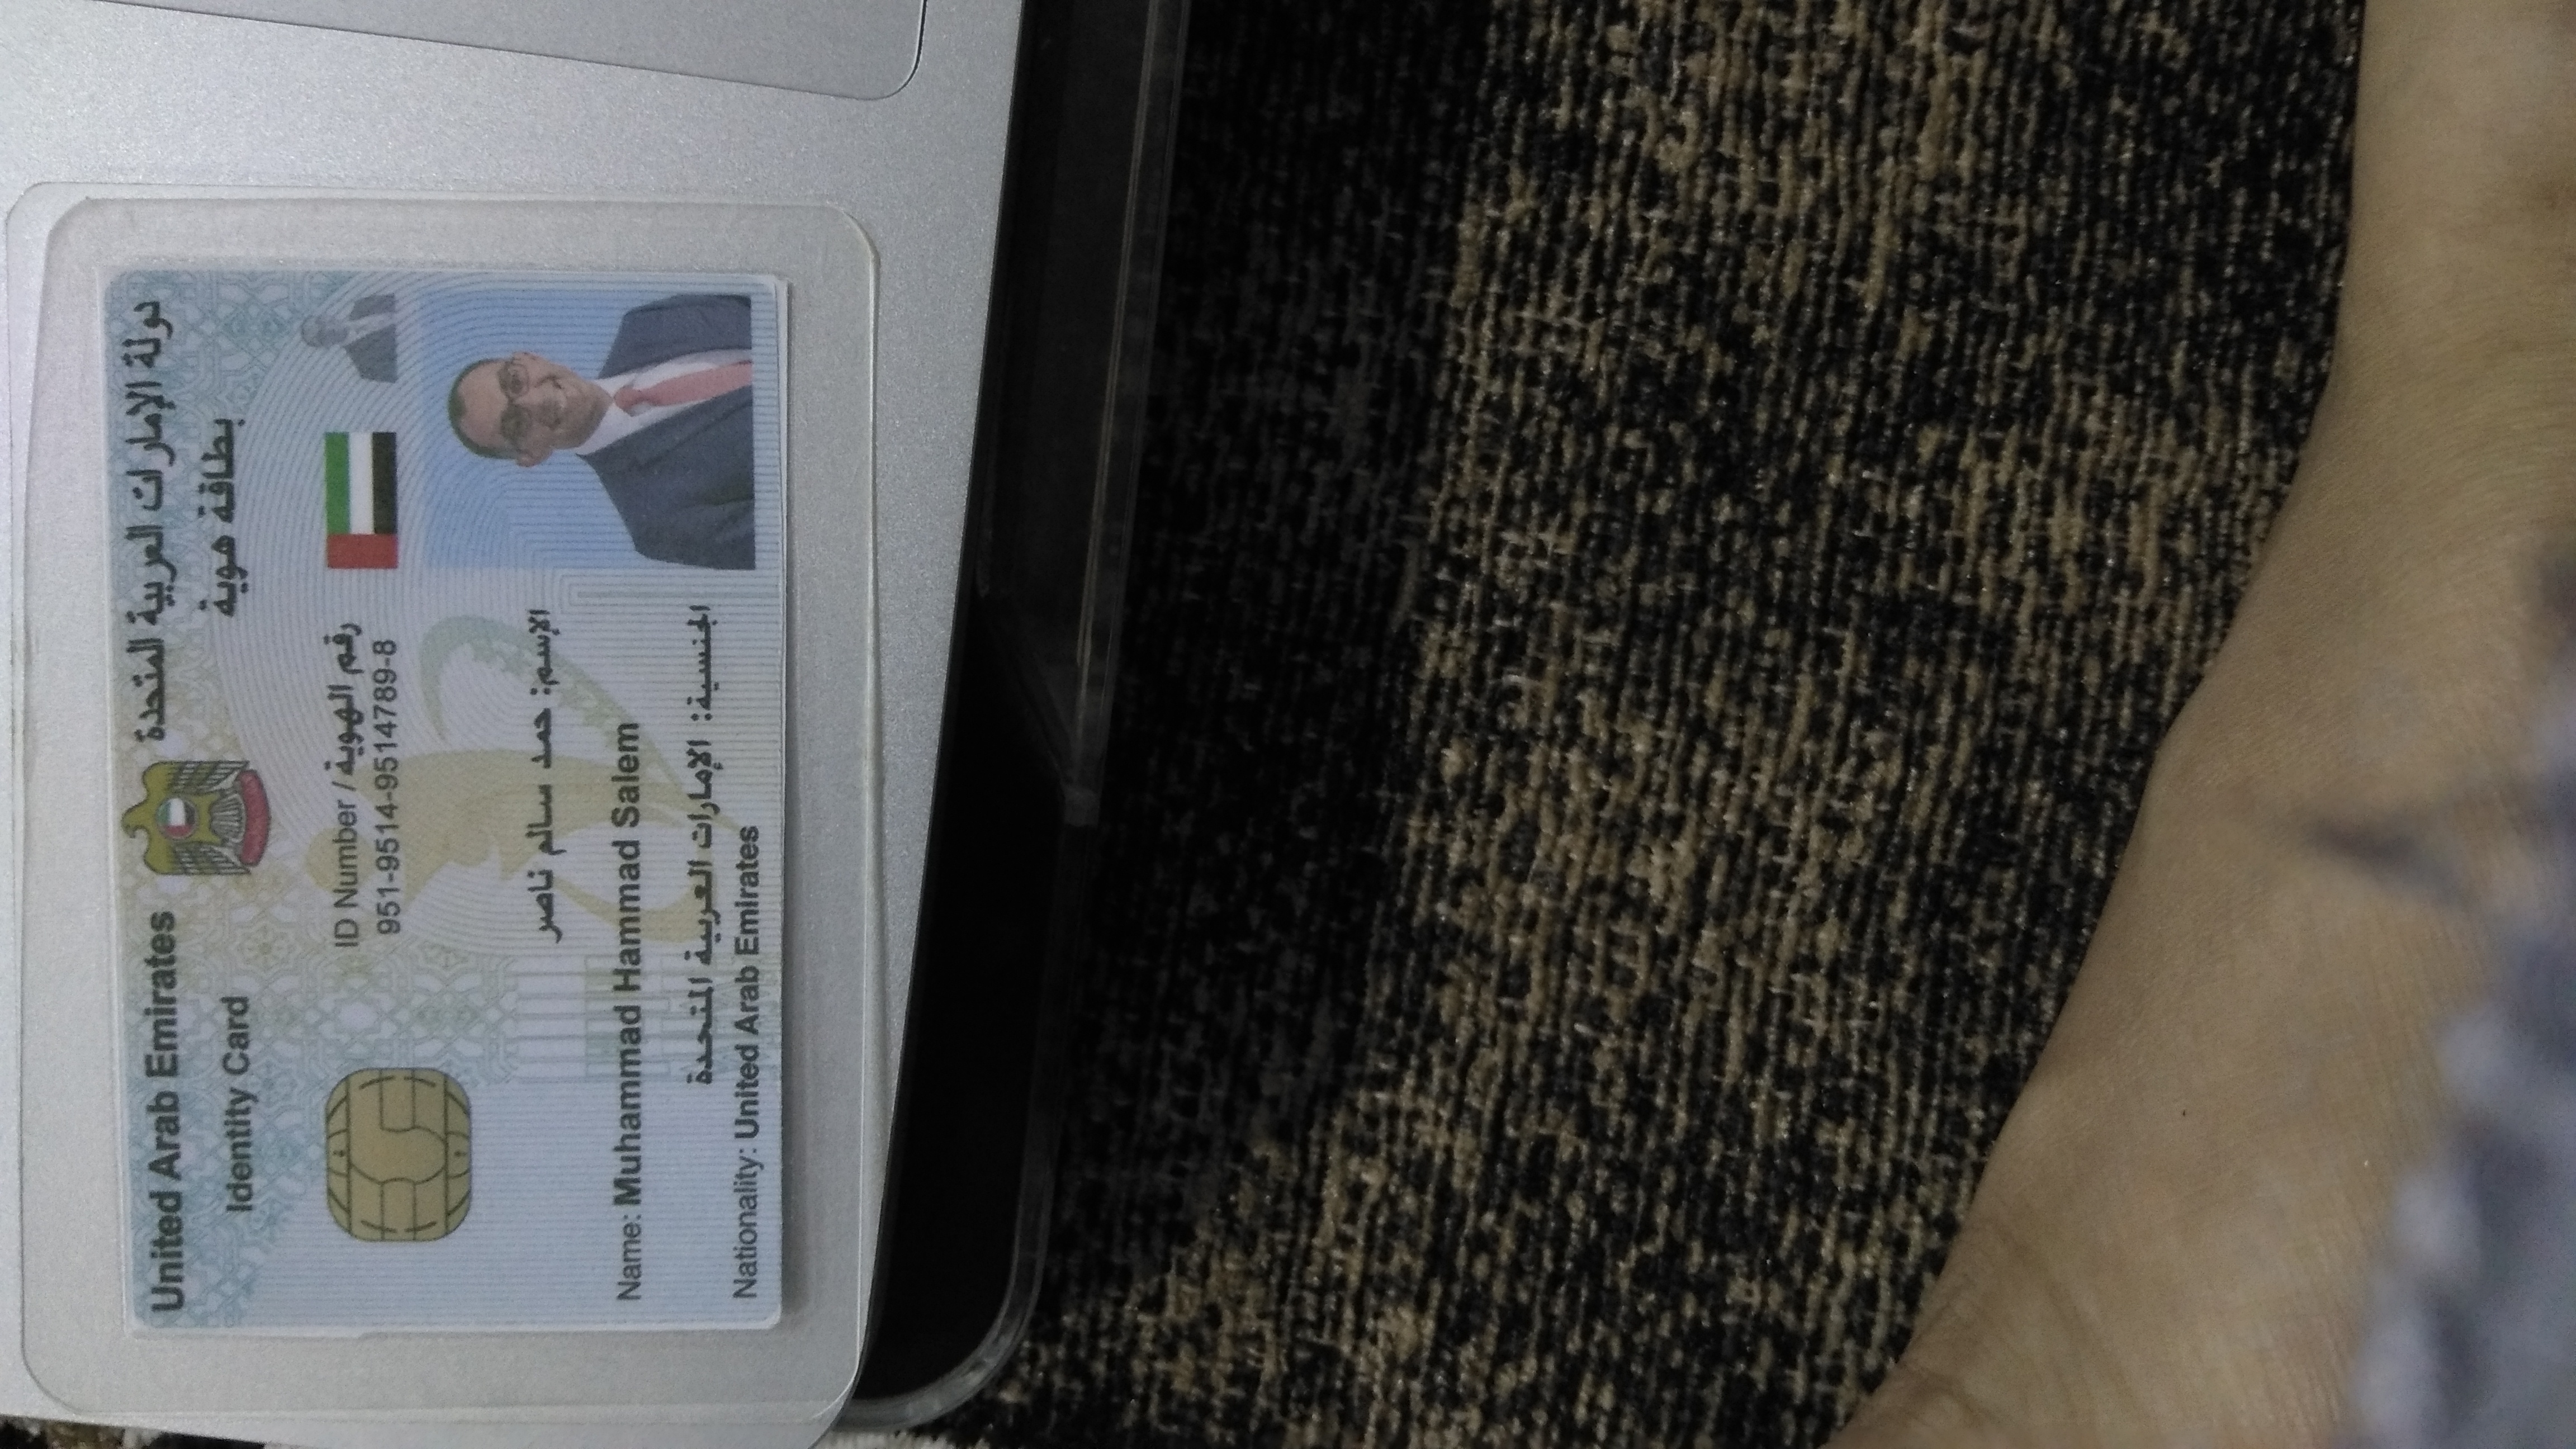 United Arab Emirates
دولة الإمارات العربية المتحدة
Identity Card
بطاقة هوية
ID Number / رقم الهوية
951-9514-9514789-8
الإسم: حمد سالم ناصر
Name: Muhammad Hammad Salem
الجنسية: الإمارات العربية المتحدة
Nationality: United Arab Emirates